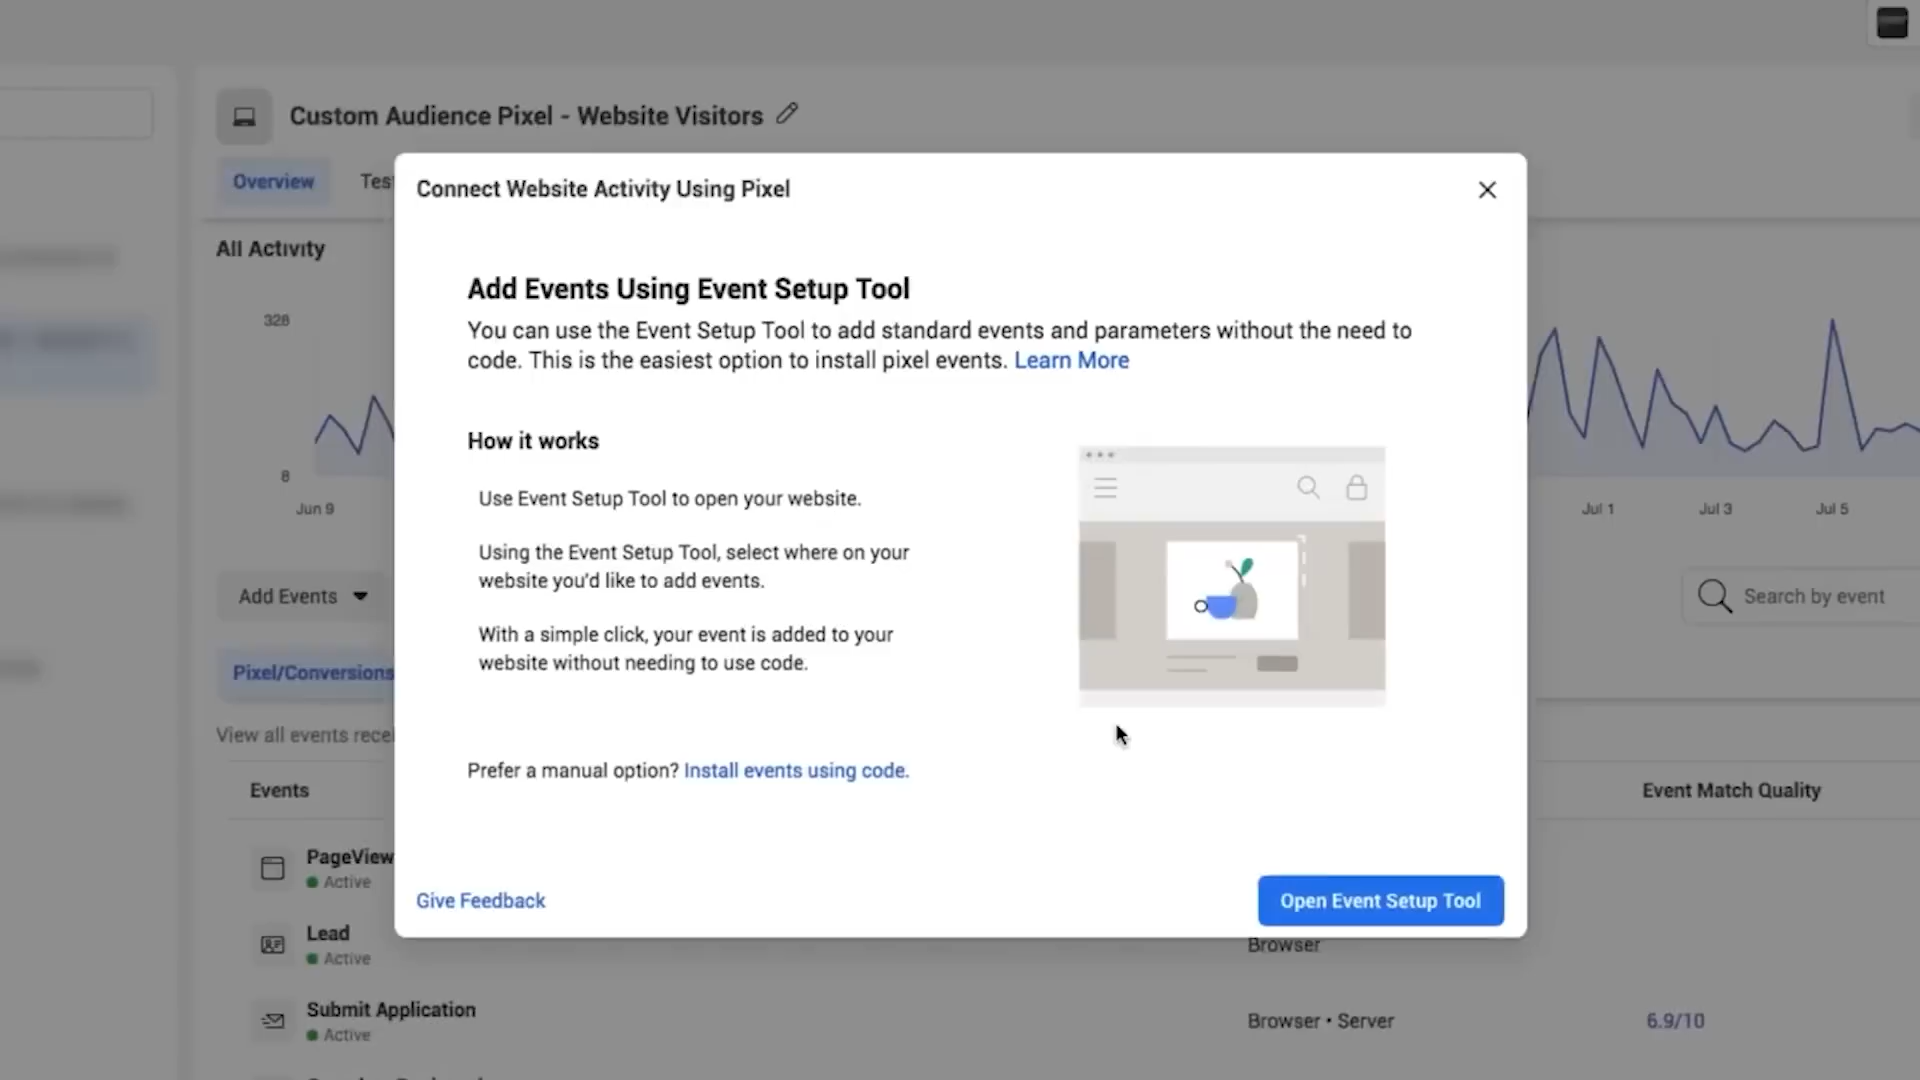 Custom Audience Pixel - Website Visitors
Overview
Connect Website Activity Using Pixel
All Activity
Add Events Using Event Setup Tool
You can use the Event Setup Tool to add standard events and parameters without the need to
code. This is the easiest option to install pixel events. Learn More
328
8
Jun 9
Jul 1
Jul 3
Jul 5
How it works
Use Event Setup Tool to open your website.
Using the Event Setup Tool, select where on your
website you'd like to add events.
With a simple click, your event is added to your
website without needing to use code.
Add Events
Search by event
Pixel/Conversions
View all events
Prefer a manual option? Install events using code.
Events
Event Match Quality
PageView
Active
Give Feedback
Open Event Setup Tool
Lead
Active
Browser
Submit Application
Active
Browser • Server
6.9/10